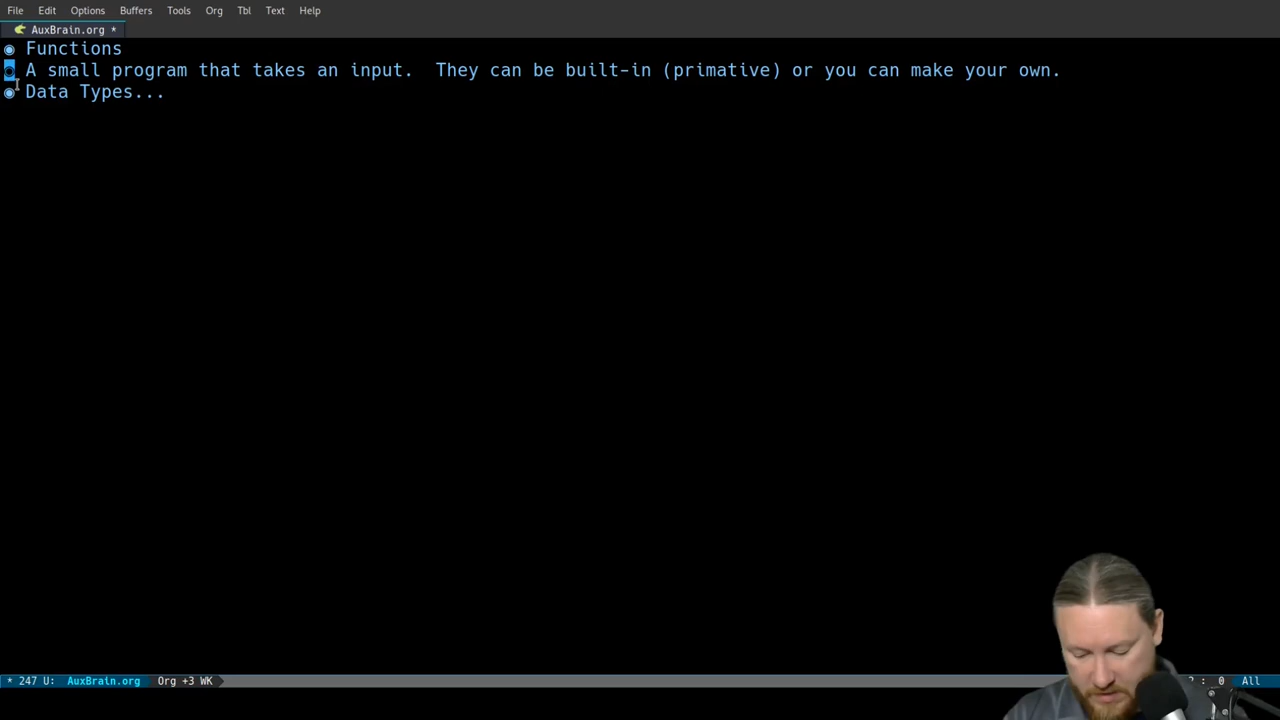 File Edit Options Buffers Tools Org Tbl Text Help
AuxBrain.org *
Functions
A small program that takes an input.  They can be built-in (primative) or you can make your own.
Data Types...
* 247 U: AuxBrain.org Org +3 WK : 0 All